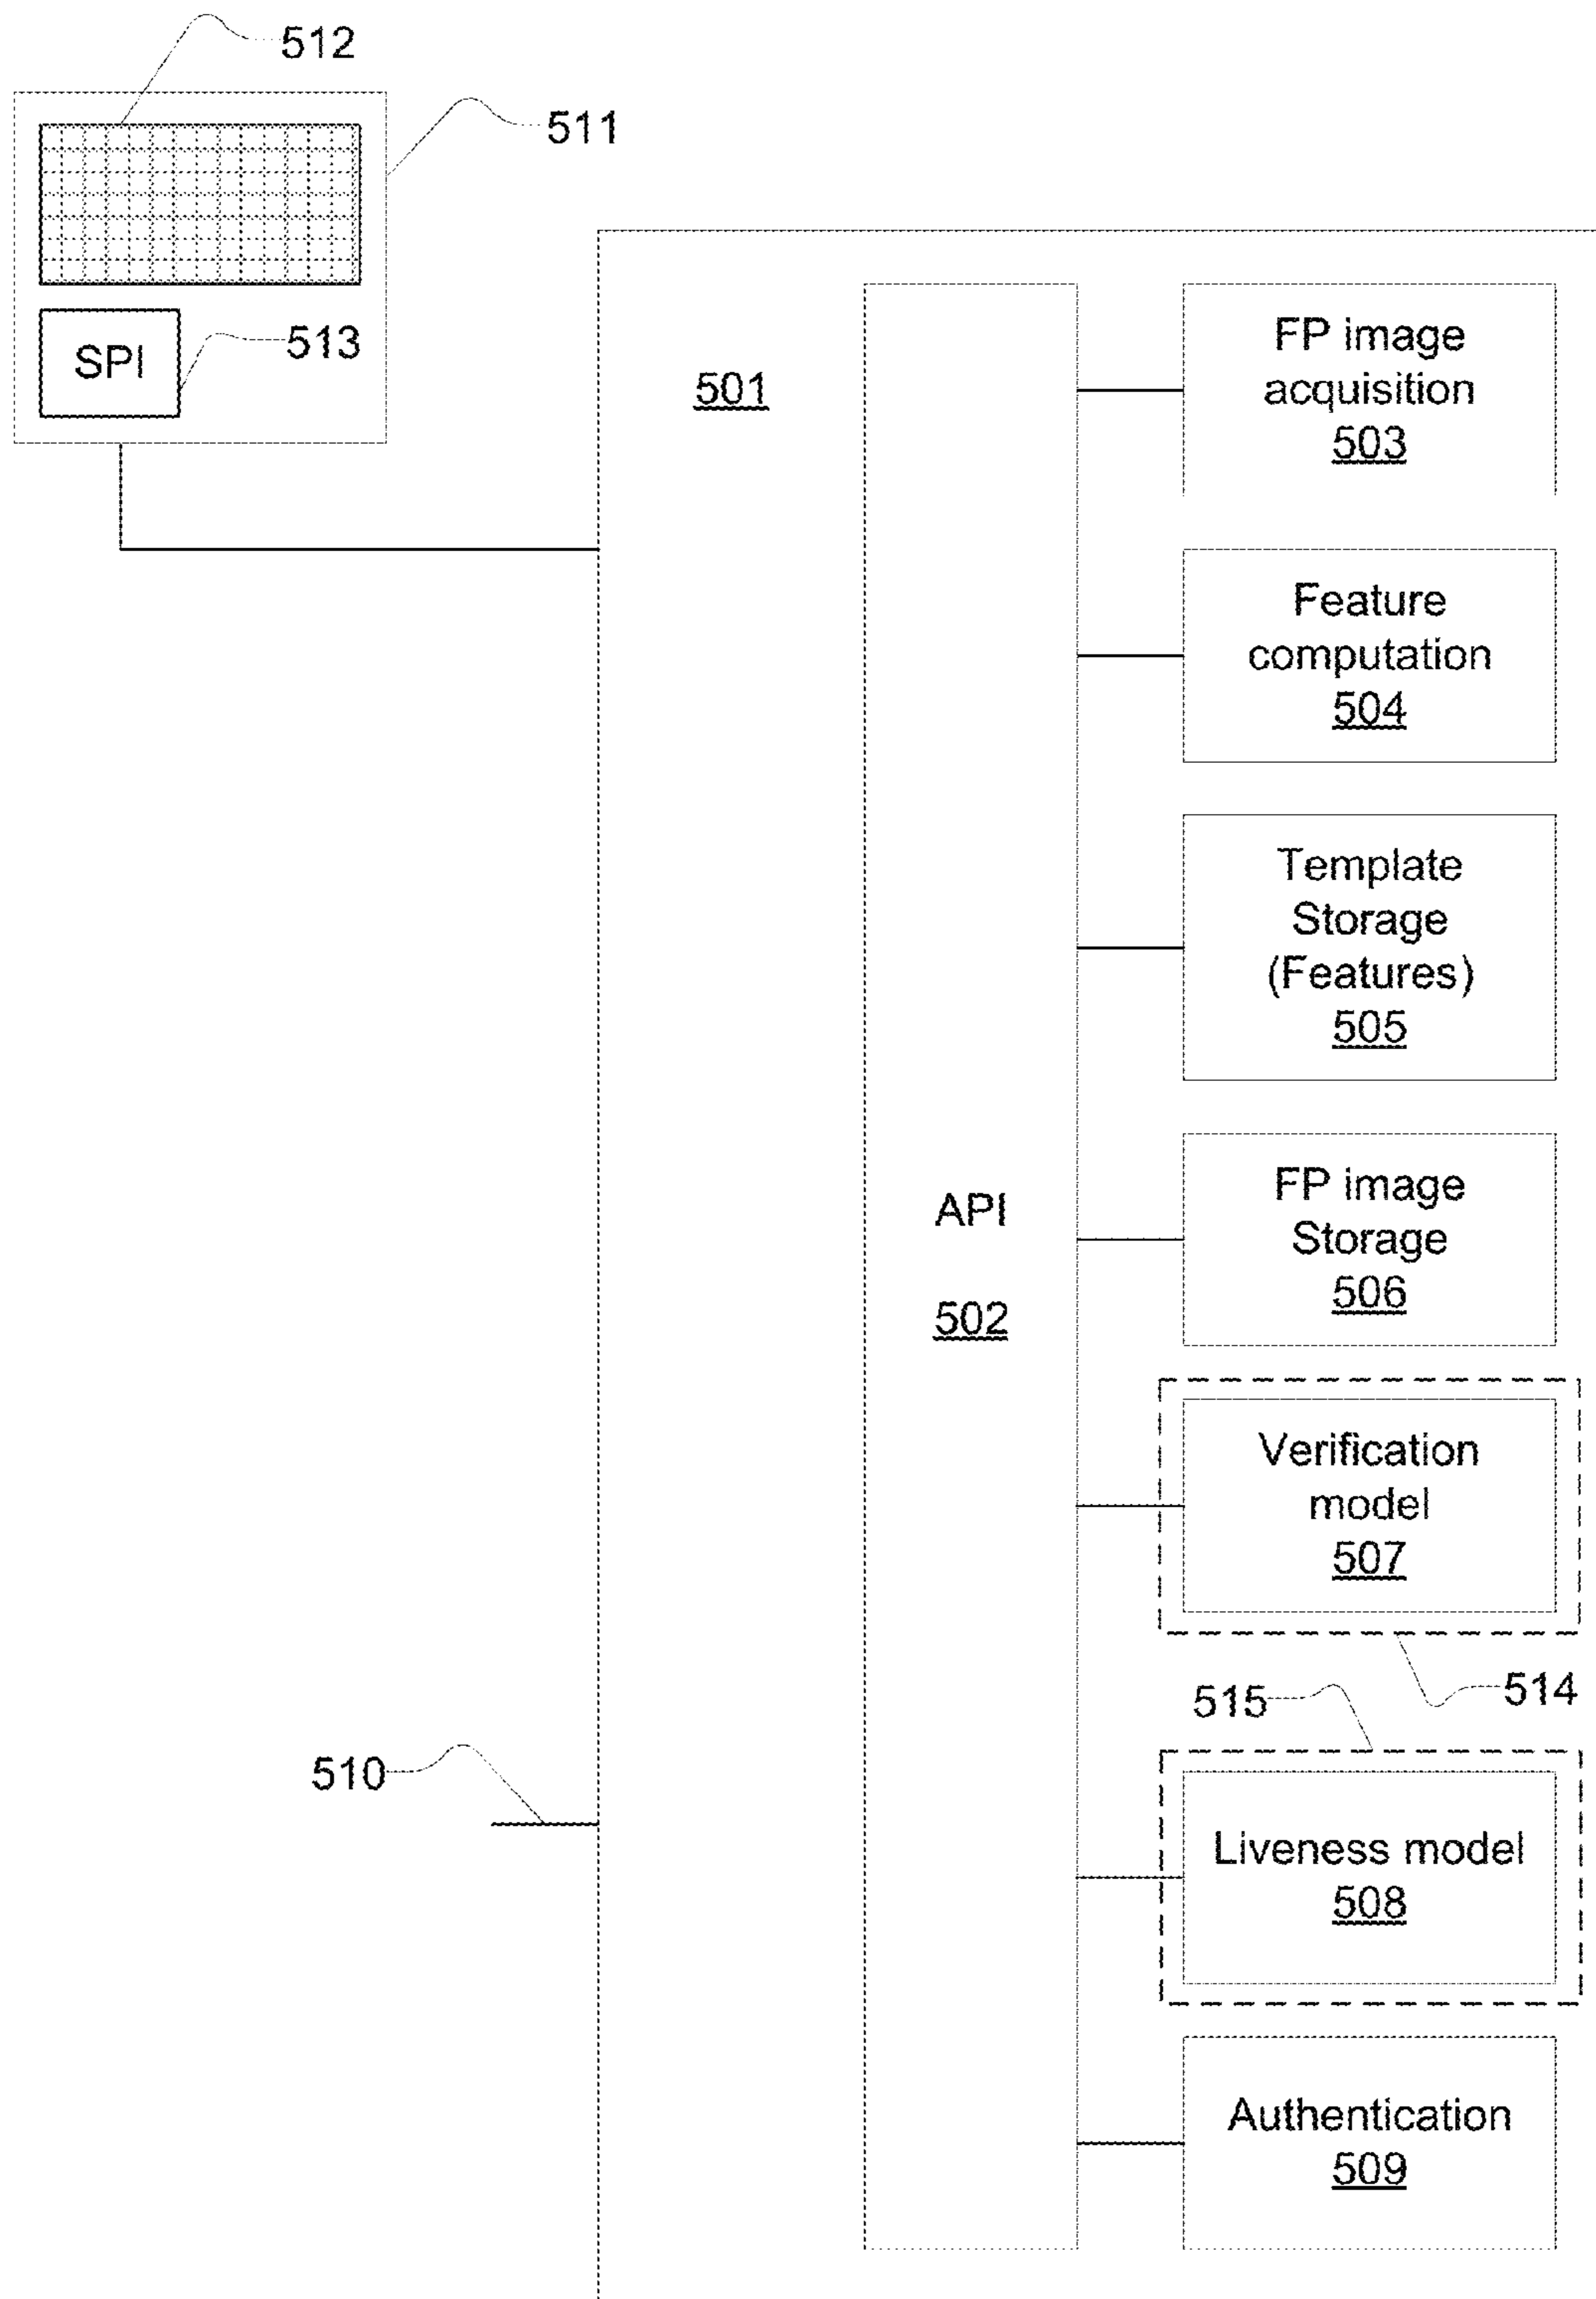 512
511
SPI
513
501
FP image
acquisition
503
Feature
computation
504
Template
Storage
(Features)
505
API
502
FP image
Storage
506
Verification
model
507
514
515
510
Liveness model
508
Authentication
509